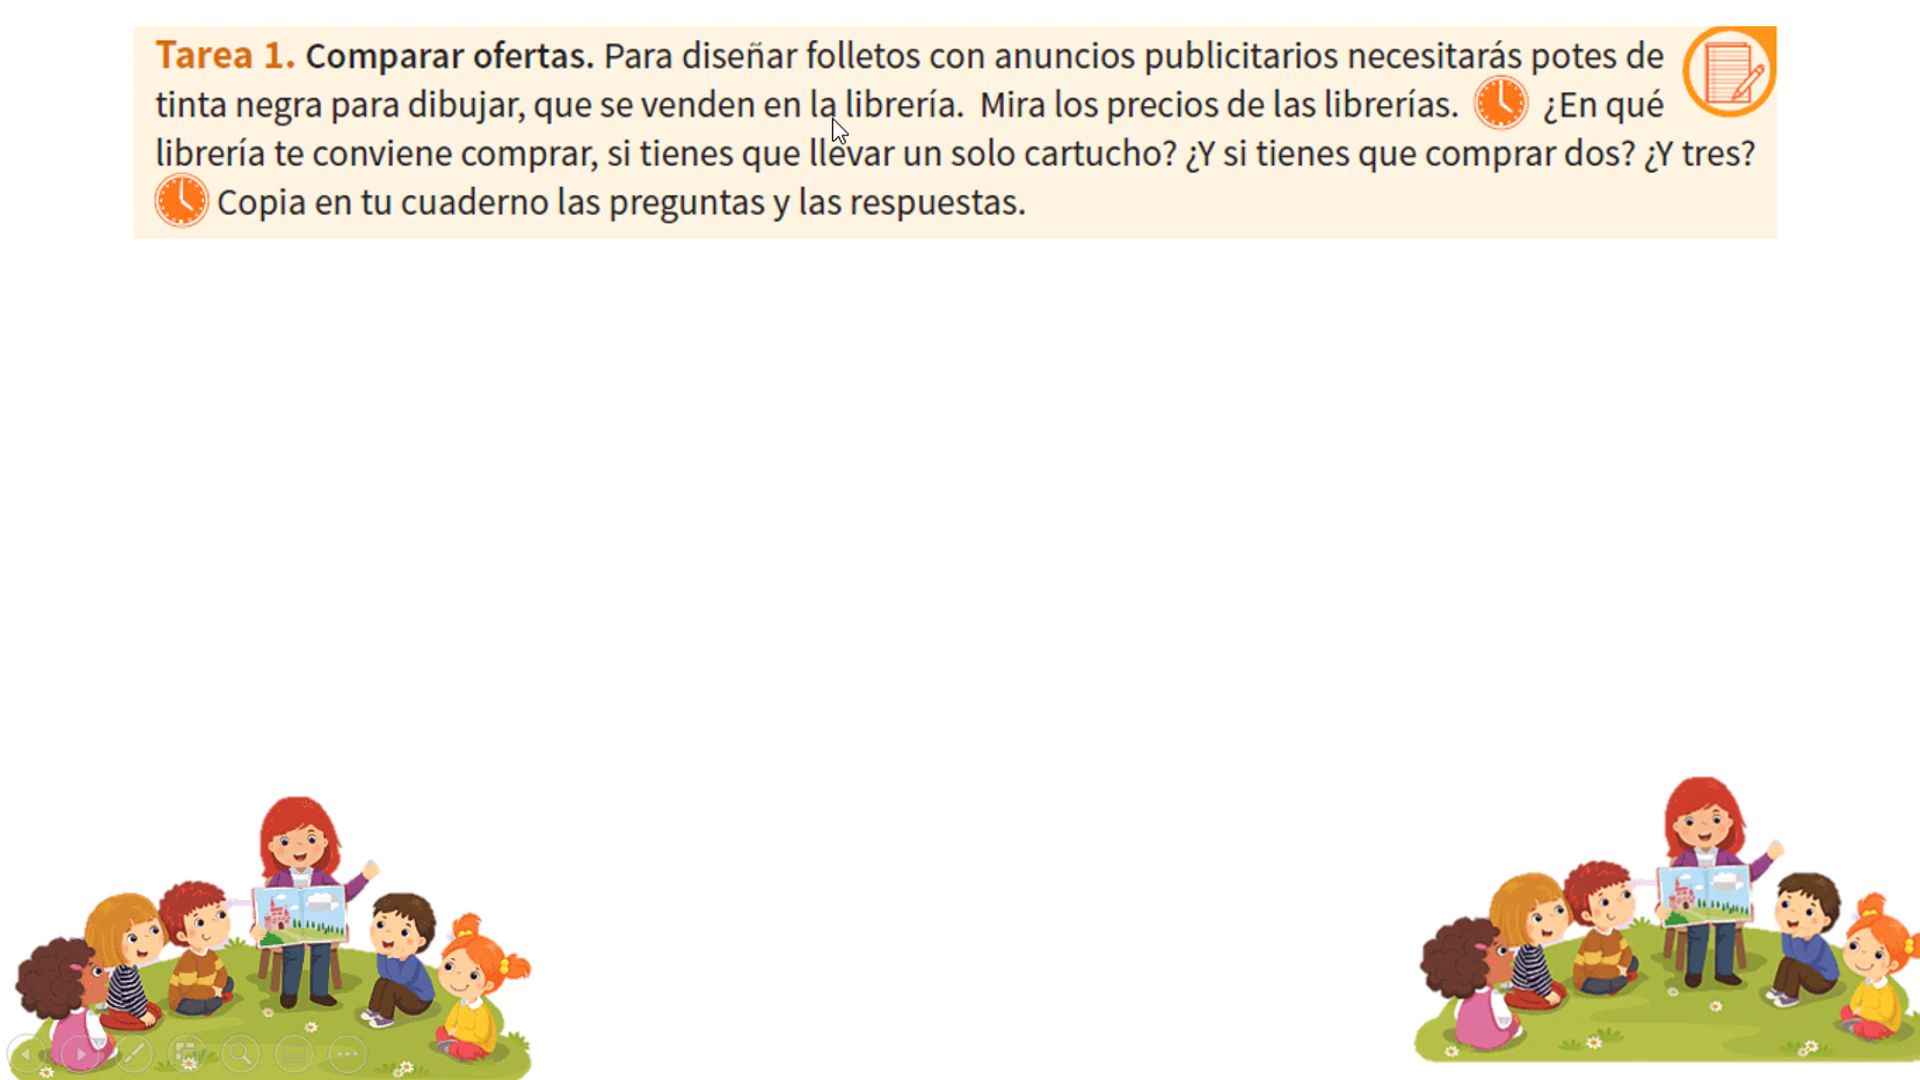 Tarea 1. Comparar ofertas. Para diseñar folletos con anuncios publicitarios necesitarás potes de
tinta negra para dibujar, que se venden en la librería. Mira los precios de las librerías. ¿En qué
librería te conviene comprar, si tienes que llevar un solo cartucho? ¿Y si tienes que comprar dos? ¿Y tres?
Copia en tu cuaderno las preguntas y las respuestas.